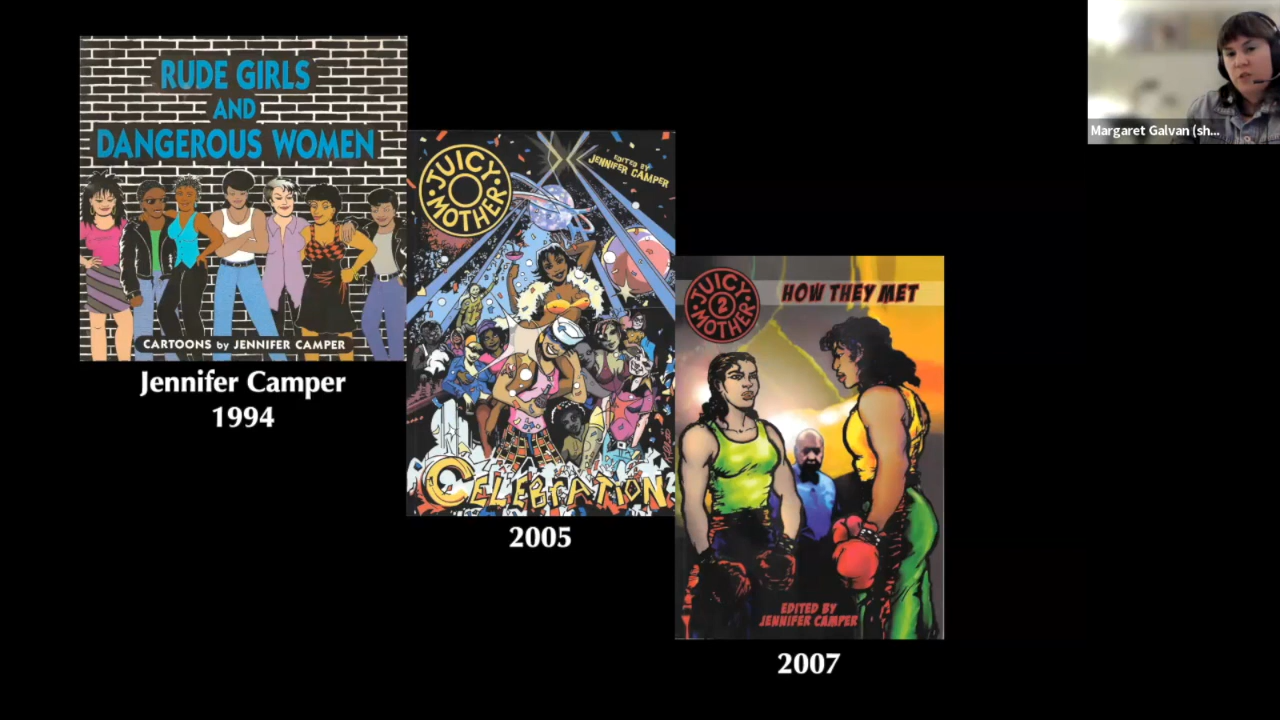 RUDE GIRLS
AND
DANGEROUS WOMEN
CARTOONS by JENNIFER CAMPER
Jennifer Camper
1994
JUICY
MOTHER
EDITED BY
JENNIFER CAMPER
CELEBRATION
2005
JUICY
2
MOTHER
HOW THEY MET
EDITED BY
JENNIFER CAMPER
2007
Margaret Galvan (sh...